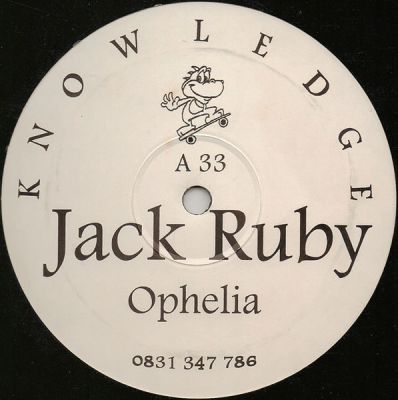 KNOWLEDGE
A 33
Jack Ruby
Ophelia
0831 347 786